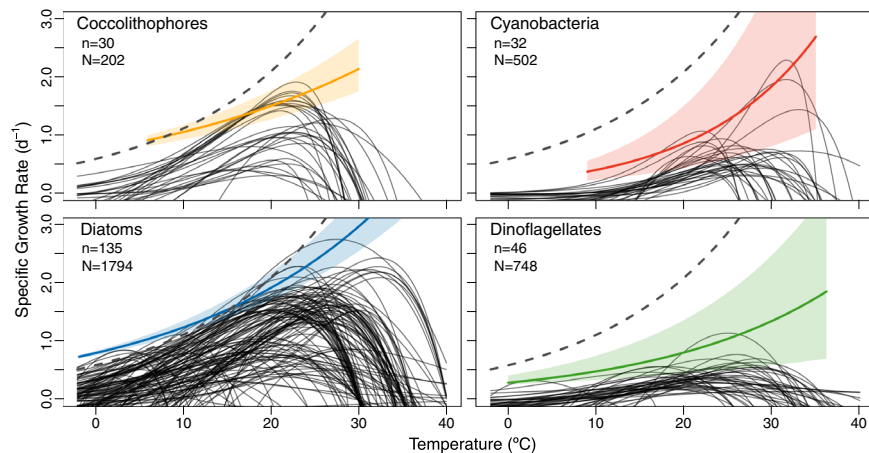 Coccolithophores
n=30
N=202
Cyanobacteria
n=32
N=502
3.0
2.0
1.0
0.0
Diatoms
n=135
N=1794
Dinoflagellates
n=46
N=748
3.0
2.0
1.0
0.0
0 10 20 30 40
0 10 20 30 40
Specific Growth Rate (d⁻¹)
Temperature (ºC)